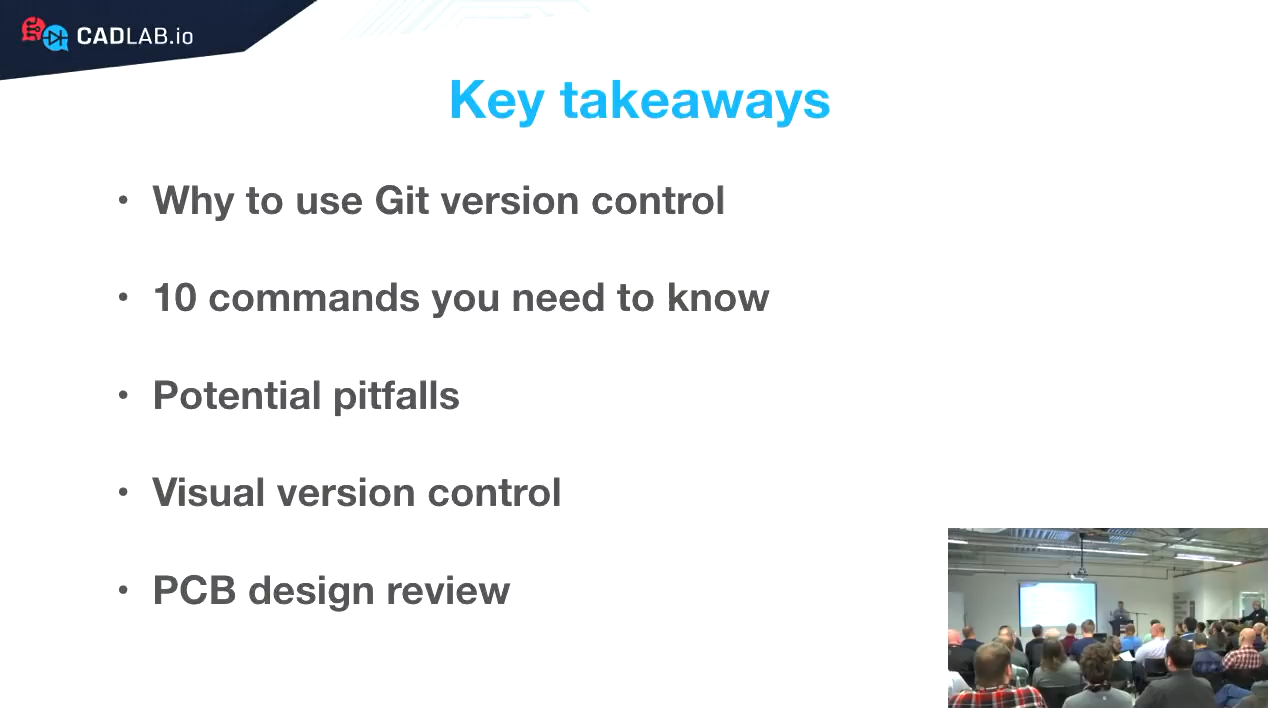 CADLAB.io
Key takeaways
• Why to use Git version control
• 10 commands you need to know
• Potential pitfalls
• Visual version control
• PCB design review